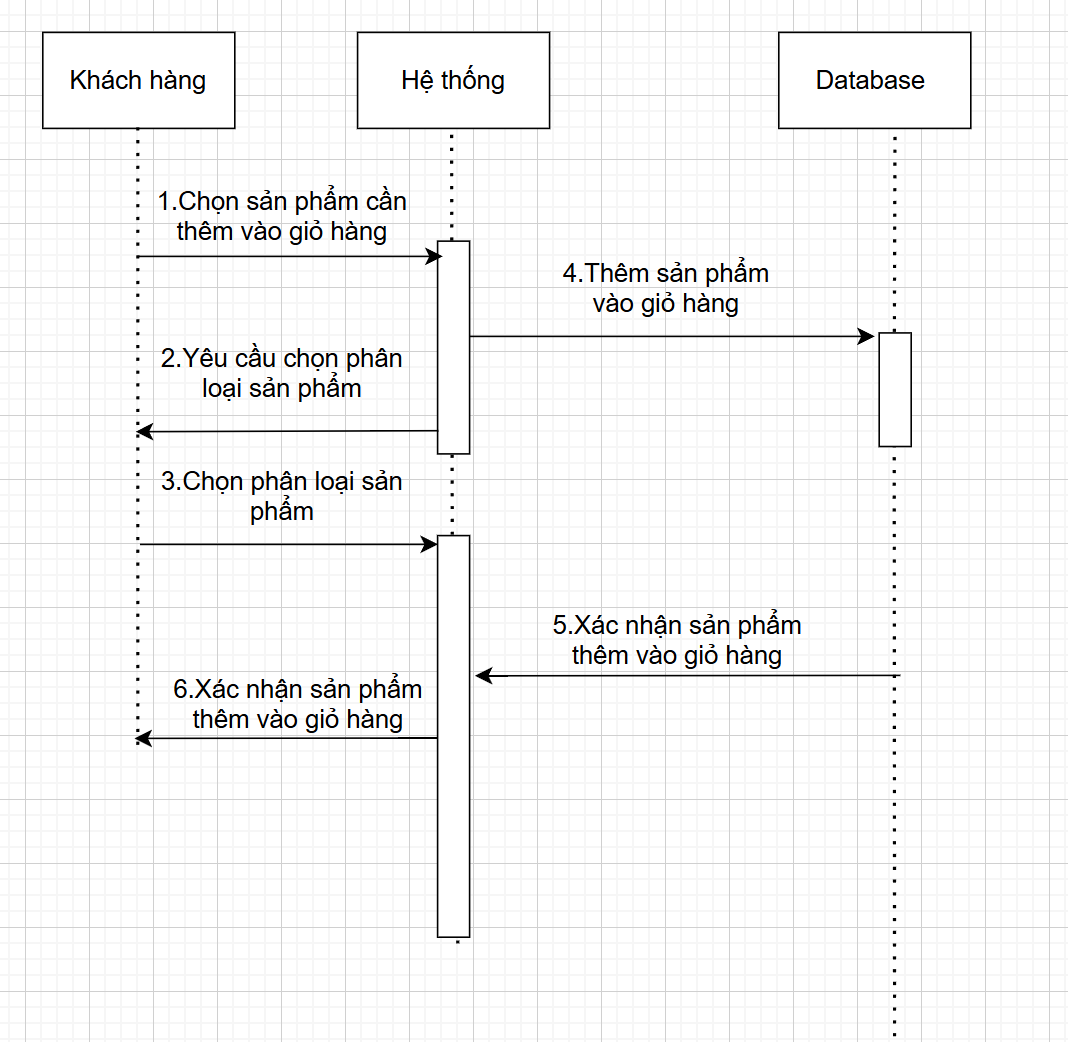 Khách hàng
Hệ thống
Database
1.Chọn sản phẩm cần
thêm vào giỏ hàng
4.Thêm sản phẩm
vào giỏ hàng
2.Yêu cầu chọn phân
loại sản phẩm
3.Chọn phân loại sản
phẩm
5.Xác nhận sản phẩm
thêm vào giỏ hàng
6.Xác nhận sản phẩm
thêm vào giỏ hàng